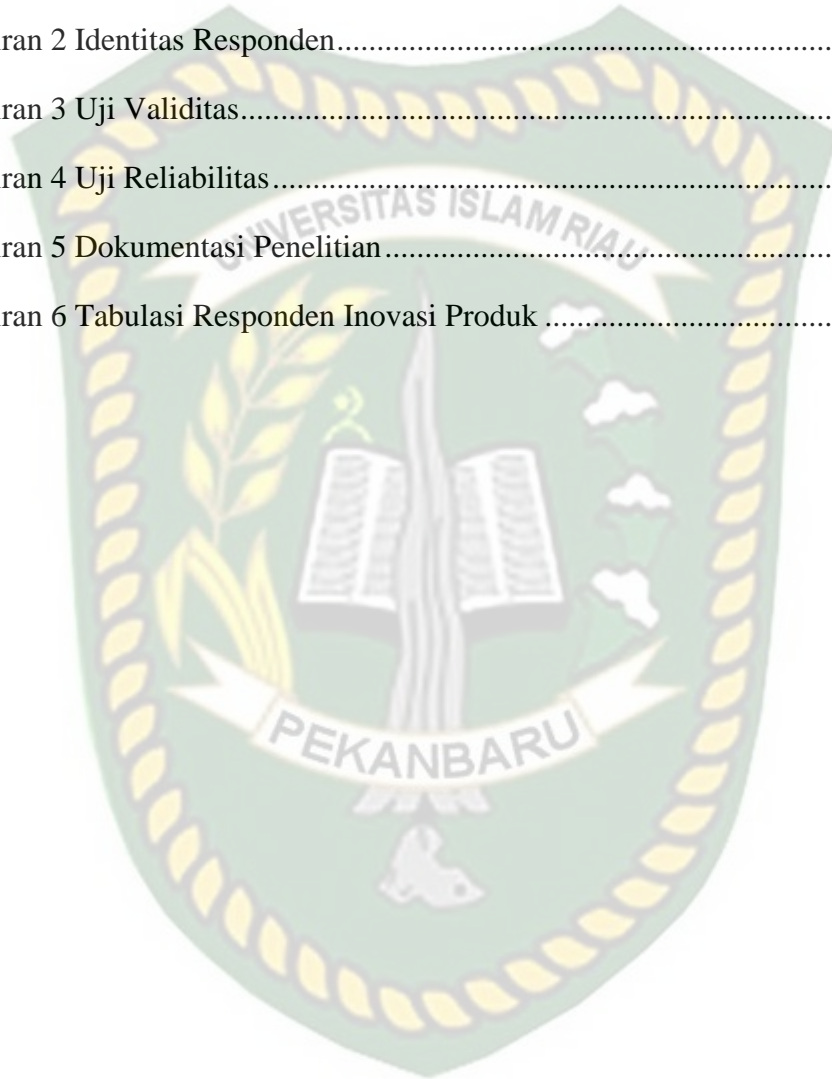 ran 2 Identitas Responden...............................................................
ran 3 Uji Validitas...........................................................................
ran 4 Uji Reliabilitas.......................................................................
ran 5 Dokumentasi Penelitian.........................................................
ran 6 Tabulasi Responden Inovasi Produk ....................................
UNIVERSITAS ISLAM RIAU
PEKANBARU